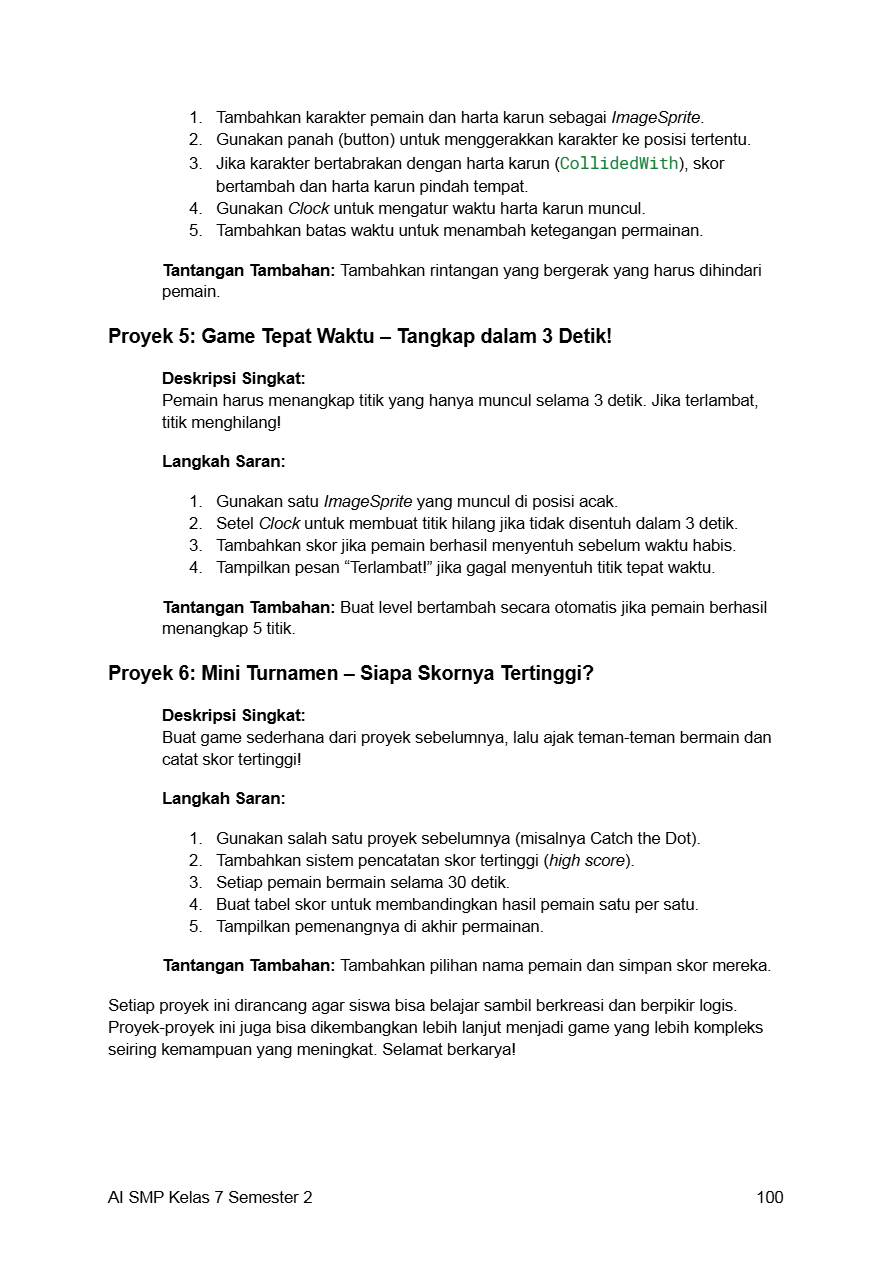 1. Tambahkan karakter pemain dan harta karun sebagai ImageSprite.
2. Gunakan panah (button) untuk menggerakkan karakter ke posisi tertentu.
3. Jika karakter bertabrakan dengan harta karun (CollidedWith), skor
bertambah dan harta karun pindah tempat.
4. Gunakan Clock untuk mengatur waktu harta karun muncul.
5. Tambahkan batas waktu untuk menambah ketegangan permainan.
Tantangan Tambahan: Tambahkan rintangan yang bergerak yang harus dihindari
pemain.
Proyek 5: Game Tepat Waktu – Tangkap dalam 3 Detik!
Deskripsi Singkat:
Pemain harus menangkap titik yang hanya muncul selama 3 detik. Jika terlambat,
titik menghilang!
Langkah Saran:
1. Gunakan satu ImageSprite yang muncul di posisi acak.
2. Setel Clock untuk membuat titik hilang jika tidak disentuh dalam 3 detik.
3. Tambahkan skor jika pemain berhasil menyentuh sebelum waktu habis.
4. Tampilkan pesan “Terlambat!” jika gagal menyentuh titik tepat waktu.
Tantangan Tambahan: Buat level bertambah secara otomatis jika pemain berhasil
menangkap 5 titik.
Proyek 6: Mini Turnamen – Siapa Skornya Tertinggi?
Deskripsi Singkat:
Buat game sederhana dari proyek sebelumnya, lalu ajak teman-teman bermain dan
catat skor tertinggi!
Langkah Saran:
1. Gunakan salah satu proyek sebelumnya (misalnya Catch the Dot).
2. Tambahkan sistem pencatatan skor tertinggi (high score).
3. Setiap pemain bermain selama 30 detik.
4. Buat tabel skor untuk membandingkan hasil pemain satu per satu.
5. Tampilkan pemenangnya di akhir permainan.
Tantangan Tambahan: Tambahkan pilihan nama pemain dan simpan skor mereka.
Setiap proyek ini dirancang agar siswa bisa belajar sambil berkreasi dan berpikir logis.
Proyek-proyek ini juga bisa dikembangkan lebih lanjut menjadi game yang lebih kompleks
seiring kemampuan yang meningkat. Selamat berkarya!
AI SMP Kelas 7 Semester 2 100